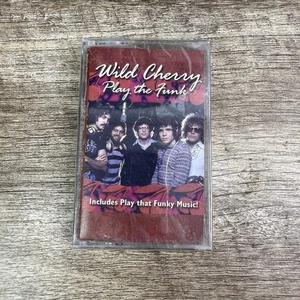 Wild Cherry
Play the Funk
Includes Play that Funky Music!